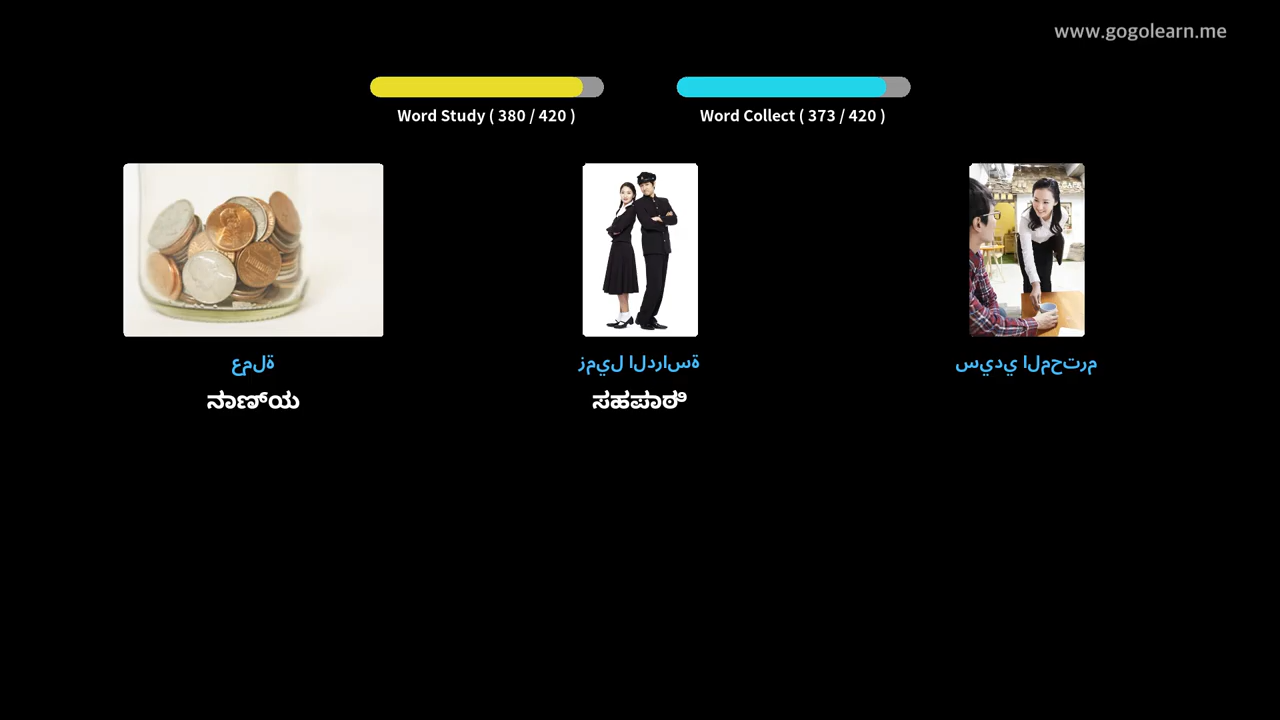 www.gogolearn.me
Word Study ( 380 / 420 )
Word Collect ( 373 / 420 )
عملة
زميل الدراسة
سيدي المحترم
ನಾಣ್ಯ
ಸಹಪಾಠಿ